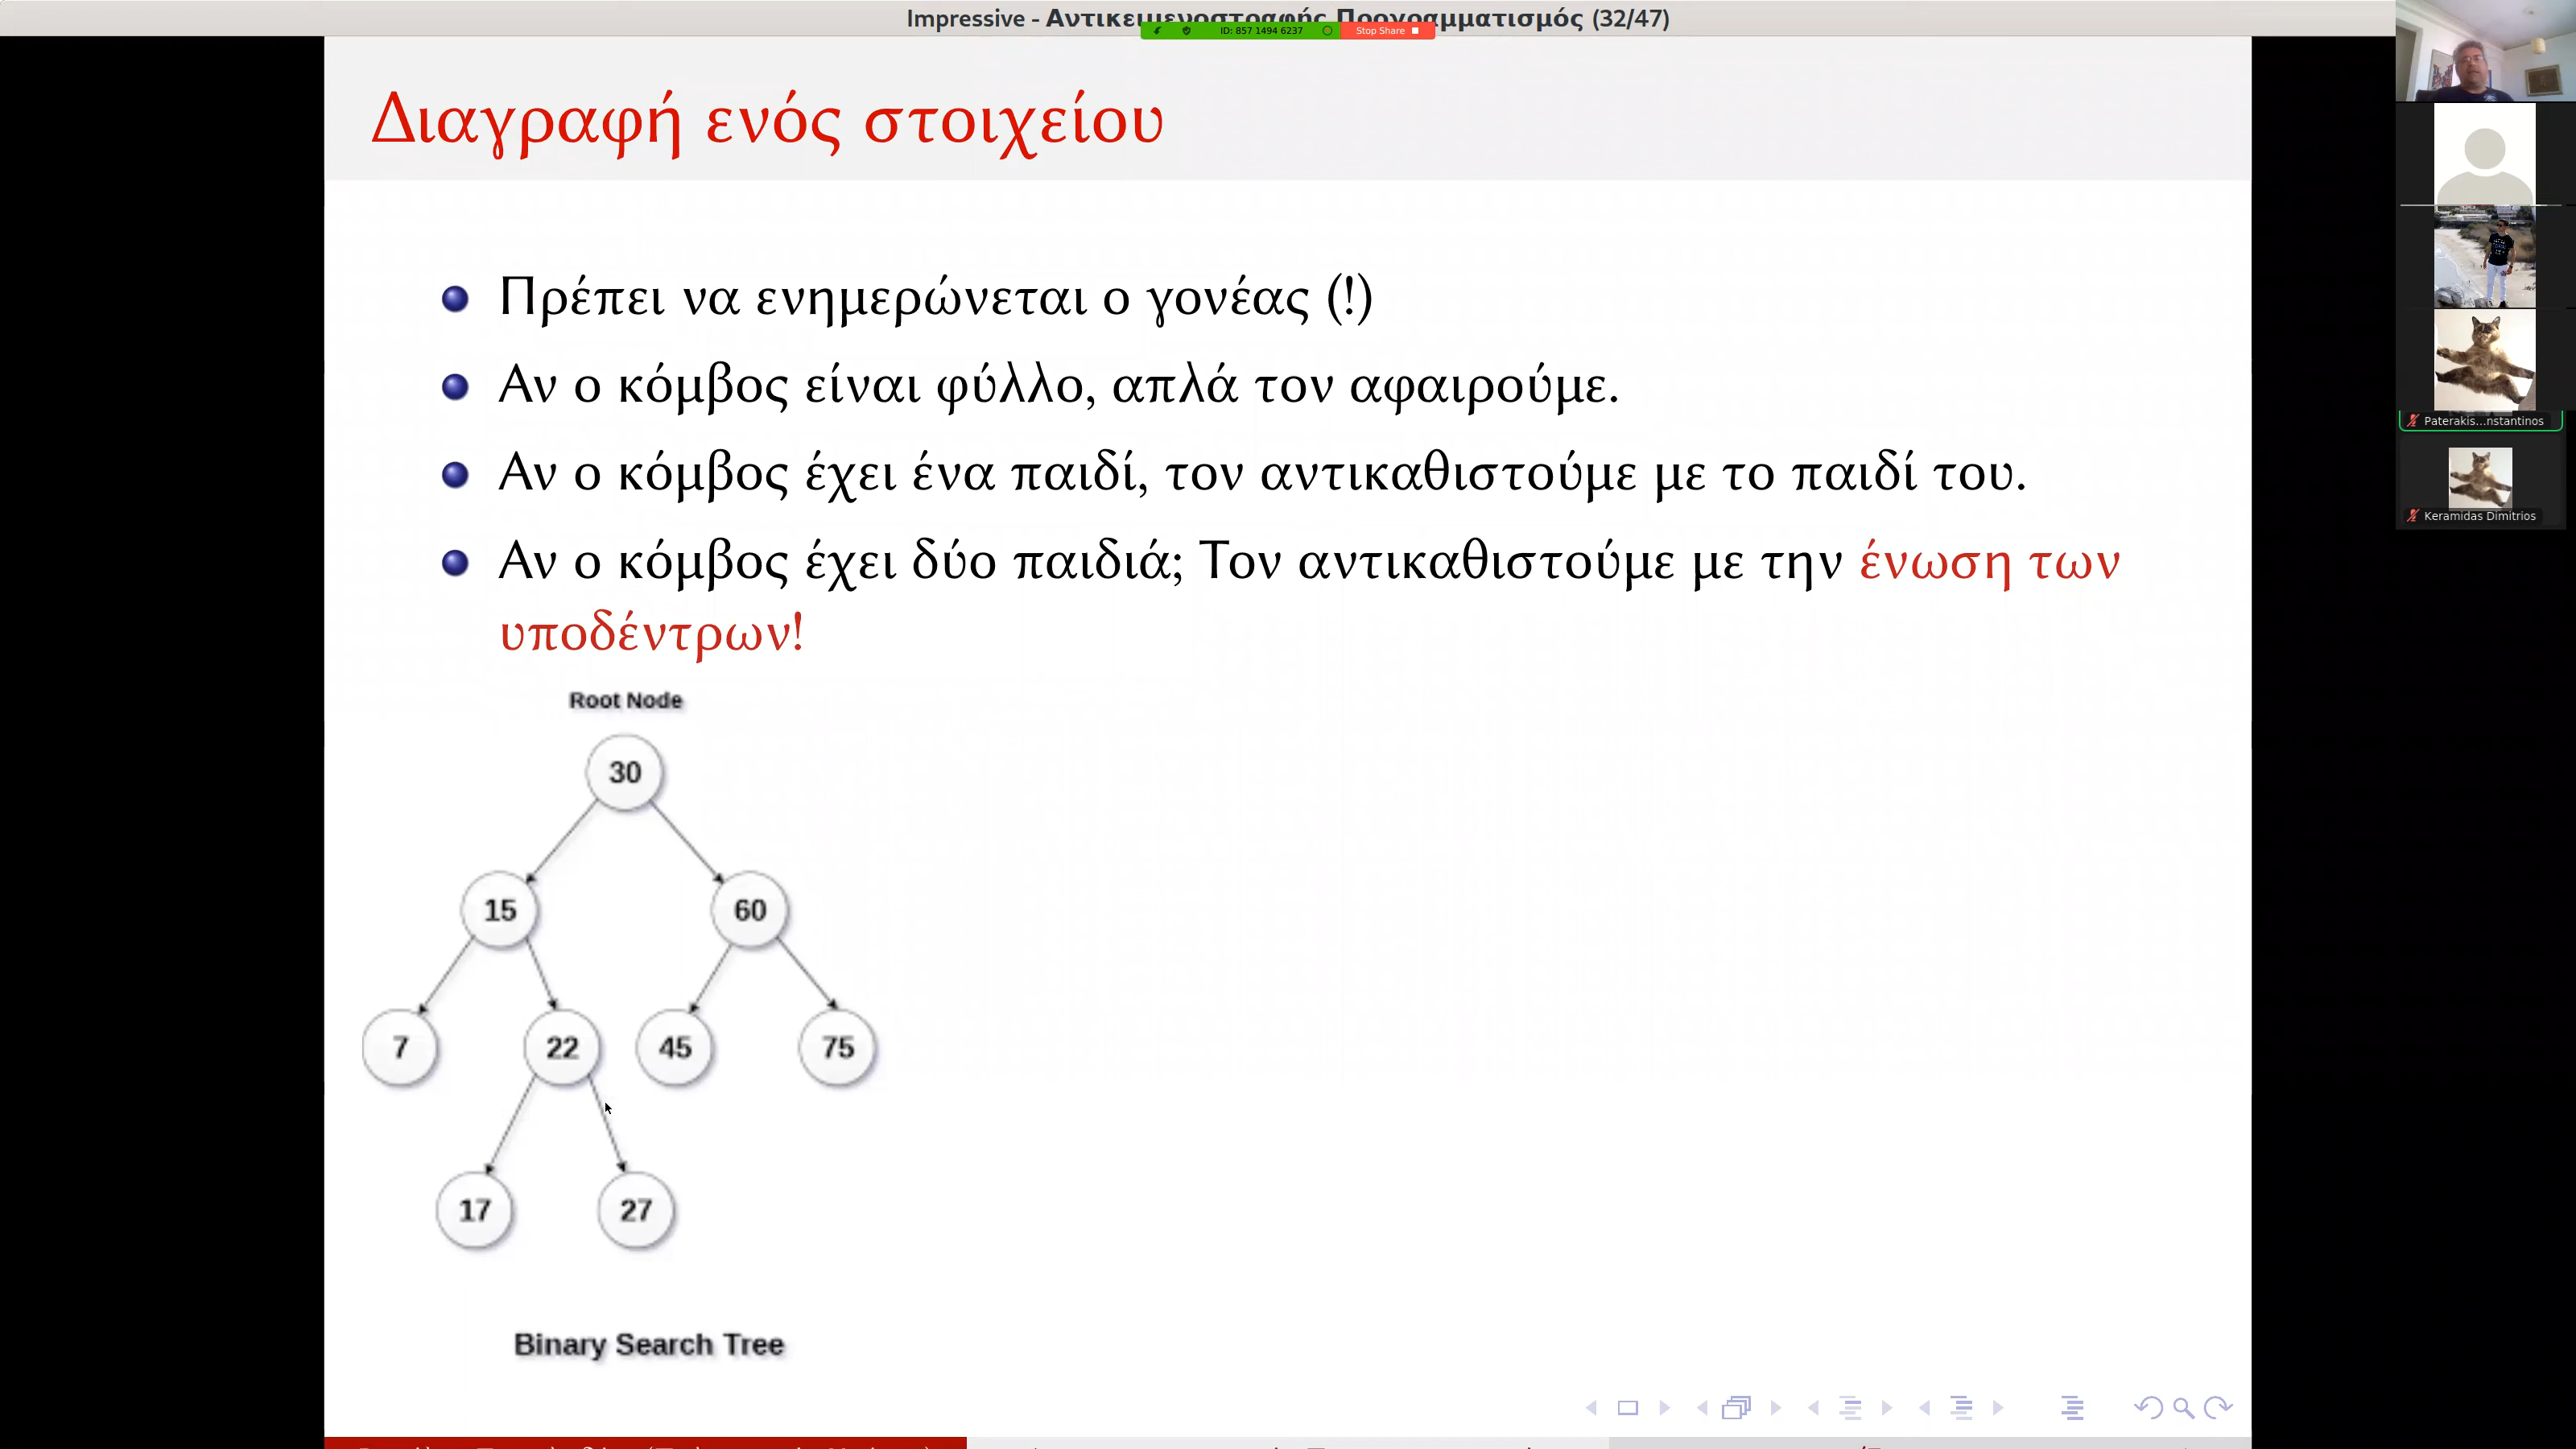 Impressive - Αντικειμενοστραφής Προγραμματισμός (32/47)
ID: 857 1494 6237 Stop Share
Διαγραφή ενός στοιχείου
Πρέπει να ενημερώνεται ο γονέας (!)
Αν ο κόμβος είναι φύλλο, απλά τον αφαιρούμε.
Αν ο κόμβος έχει ένα παιδί, τον αντικαθιστούμε με το παιδί του.
Αν ο κόμβος έχει δύο παιδιά; Τον αντικαθιστούμε με την ένωση των
υποδέντρων!
Root Node
30
15 60
7 22 45 75
17 27
Binary Search Tree
Paterakis...nstantinos
Keramidas Dimitrios